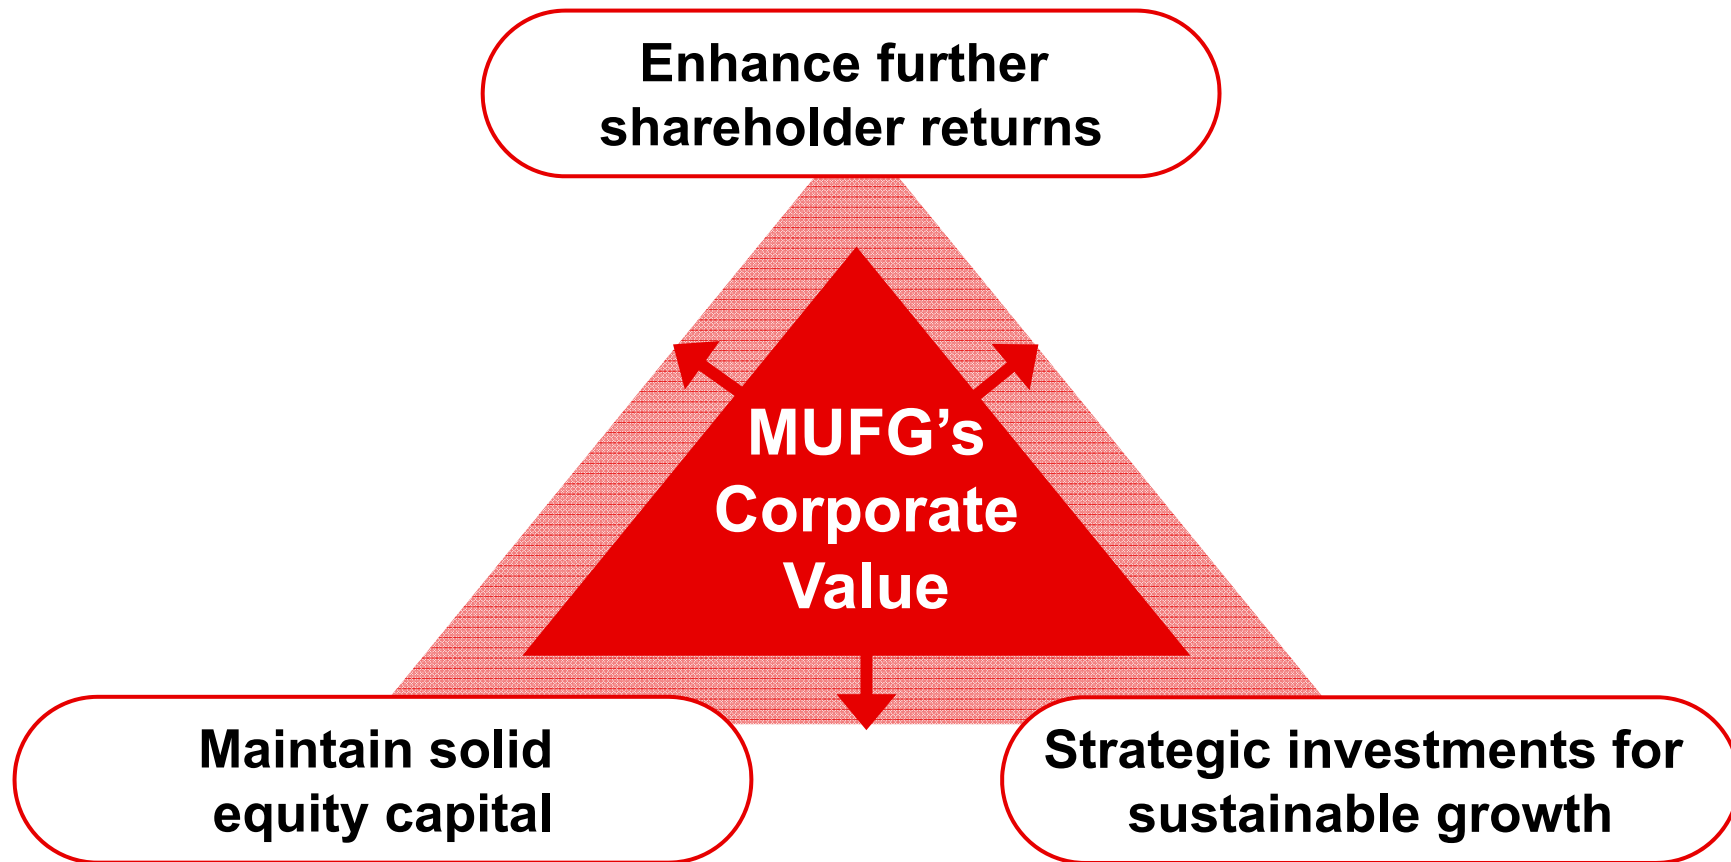 Enhance further
shareholder returns
MUFG’s
Corporate
Value
Maintain solid
equity capital
Strategic investments for
sustainable growth